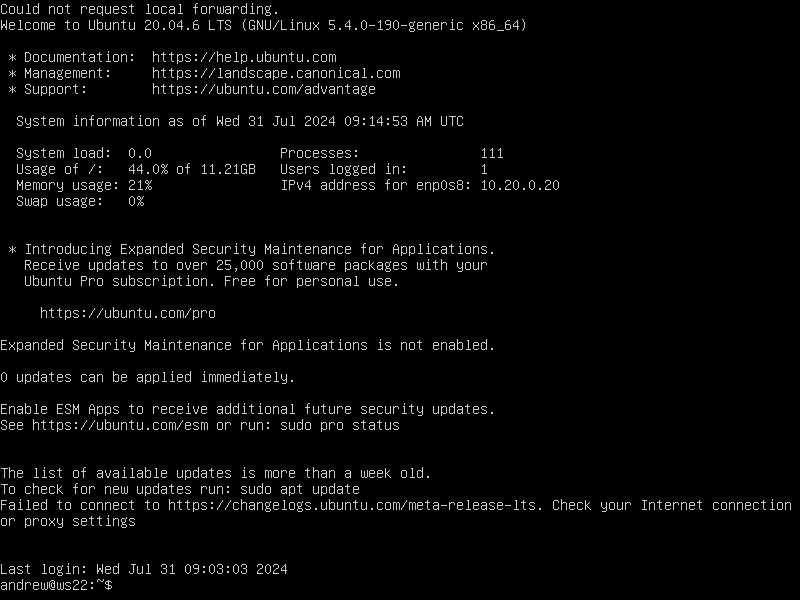 Could not request local forwarding.
Welcome to Ubuntu 20.04.6 LTS (GNU/Linux 5.4.0-190-generic x86_64)

 * Documentation:  https://help.ubuntu.com
 * Management:     https://landscape.canonical.com
 * Support:        https://ubuntu.com/advantage

  System information as of Wed 31 Jul 2024 09:14:53 AM UTC

  System load:  0.0                Processes:               111
  Usage of /:   44.0% of 11.21GB   Users logged in:         1
  Memory usage: 21%                IPv4 address for enp0s8: 10.20.0.20
  Swap usage:   0%


 * Introducing Expanded Security Maintenance for Applications.
   Receive updates to over 25,000 software packages with your
   Ubuntu Pro subscription. Free for personal use.

     https://ubuntu.com/pro

Expanded Security Maintenance for Applications is not enabled.

0 updates can be applied immediately.

Enable ESM Apps to receive additional future security updates.
See https://ubuntu.com/esm or run: sudo pro status


The list of available updates is more than a week old.
To check for new updates run: sudo apt update
Failed to connect to https://changelogs.ubuntu.com/meta-release-lts. Check your Internet connection
or proxy settings


Last login: Wed Jul 31 09:03:03 2024
andrew@ws22:~$